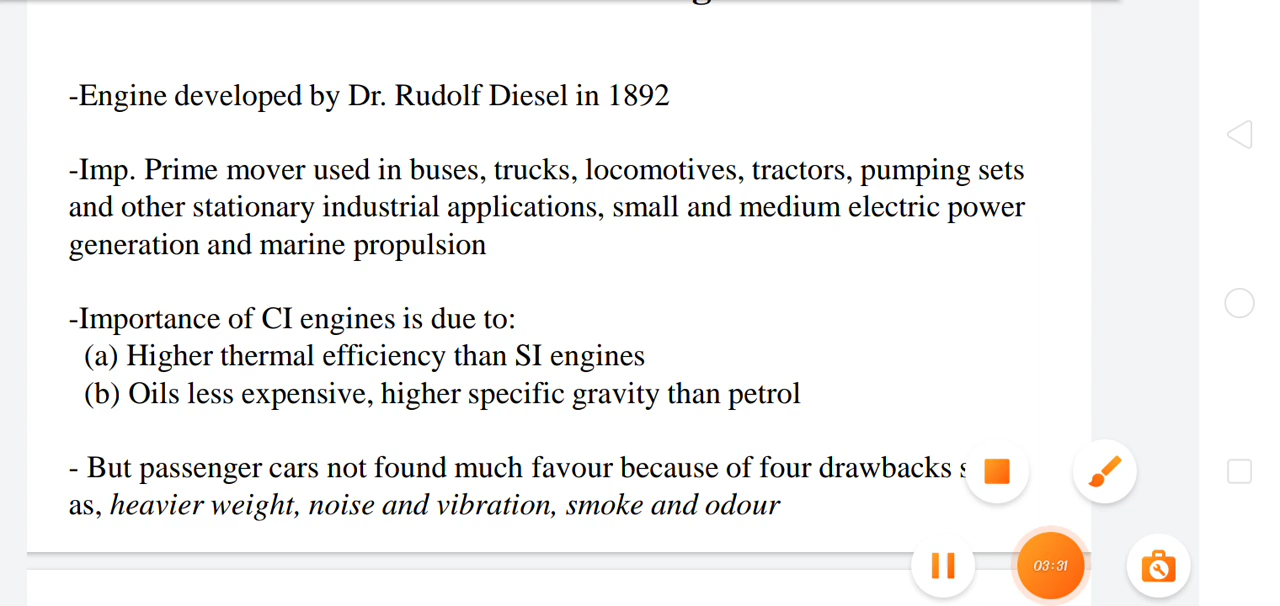 -Engine developed by Dr. Rudolf Diesel in 1892
-Imp. Prime mover used in buses, trucks, locomotives, tractors, pumping sets
and other stationary industrial applications, small and medium electric power
generation and marine propulsion
-Importance of CI engines is due to:
(a) Higher thermal efficiency than SI engines
(b) Oils less expensive, higher specific gravity than petrol
- But passenger cars not found much favour because of four drawbacks
as, heavier weight, noise and vibration, smoke and odour
03:31